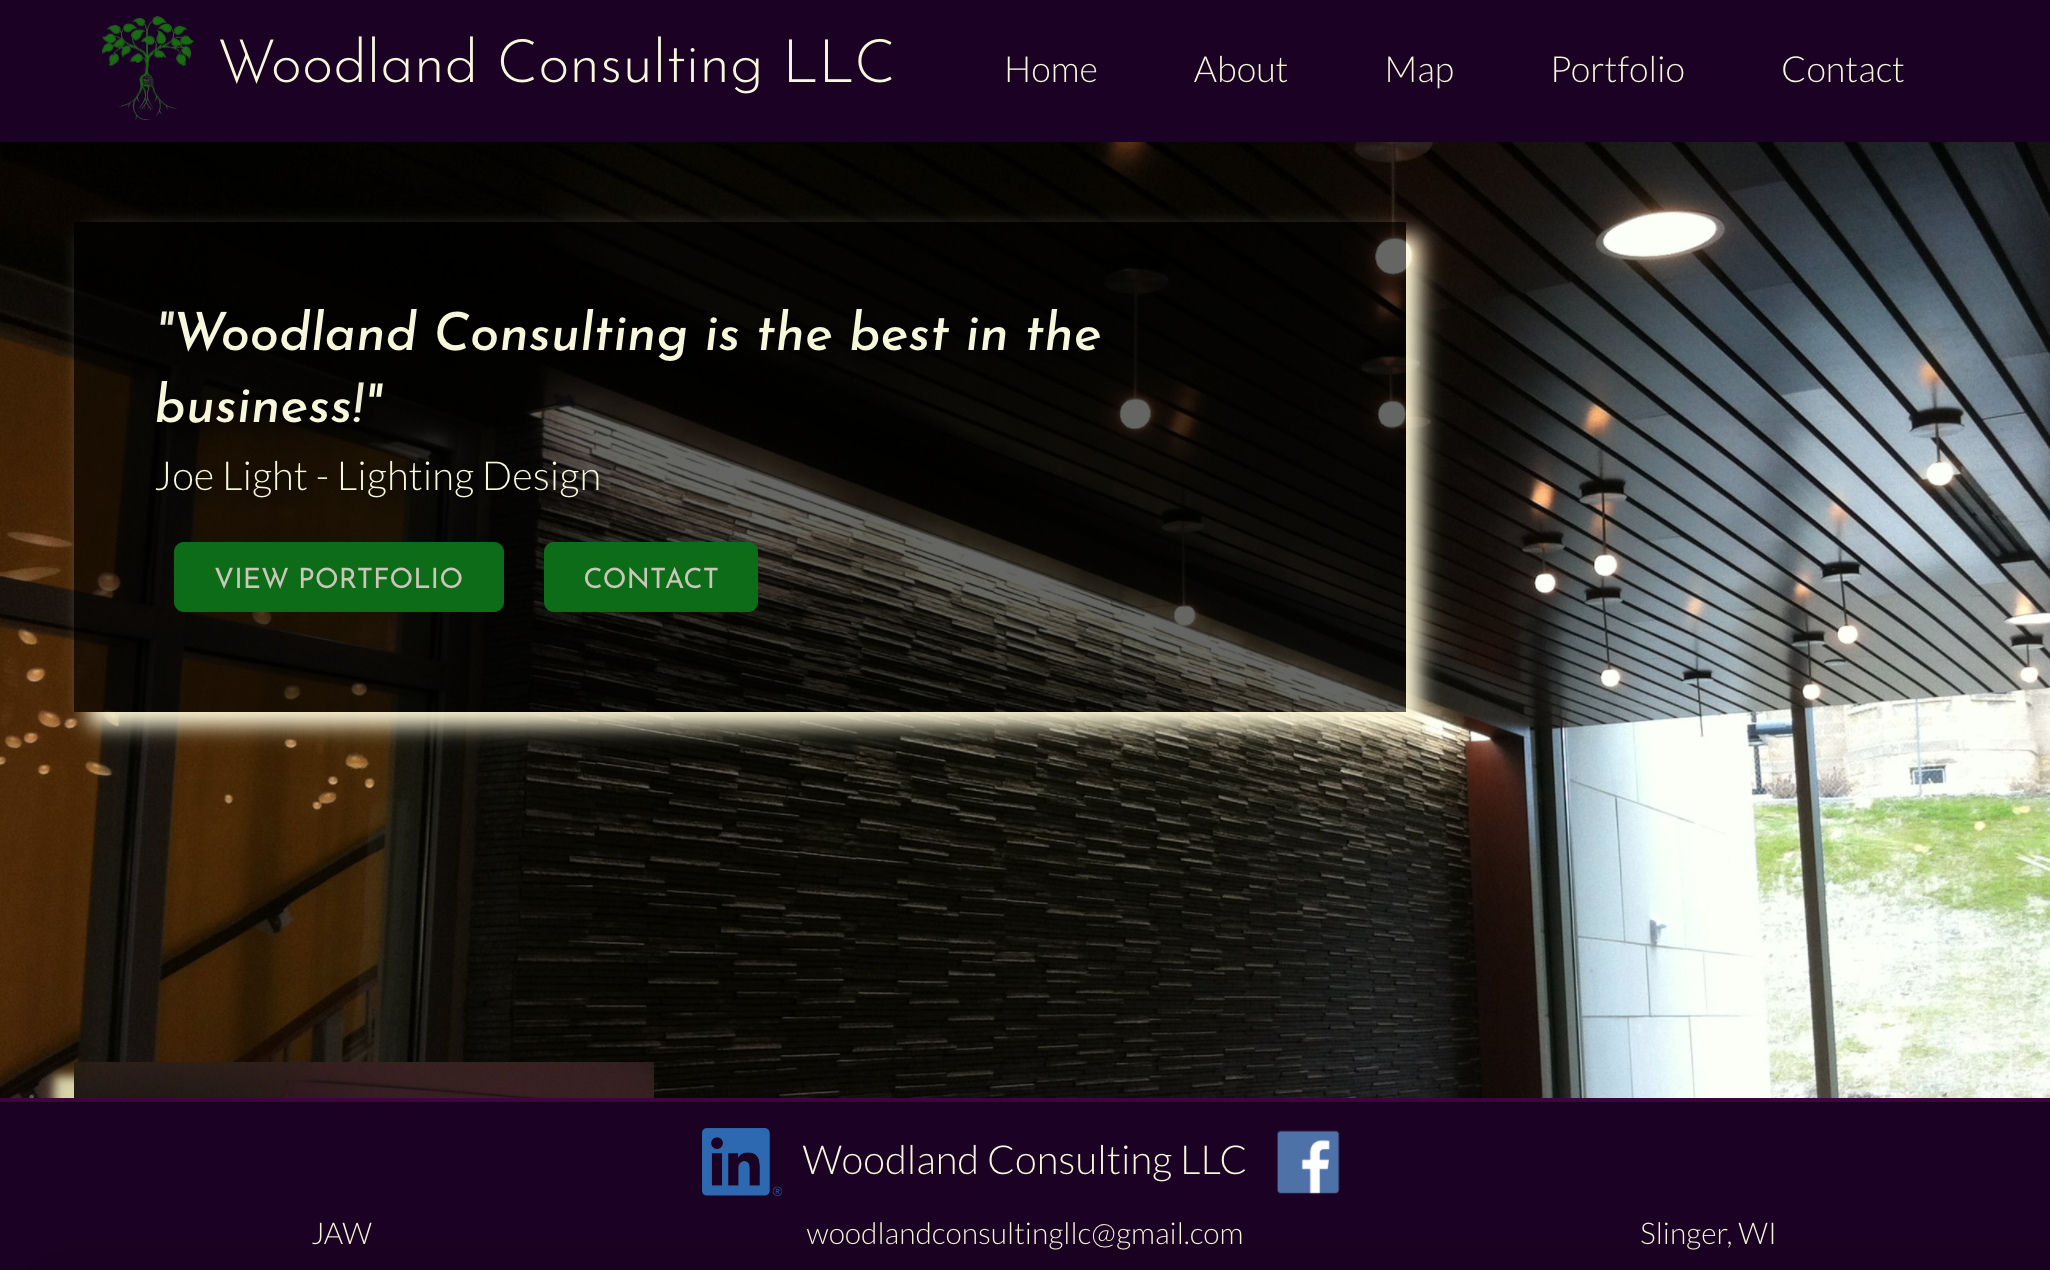 Woodland Consulting LLC
Home
About
Map
Portfolio
Contact
"Woodland Consulting is the best in the
business!"
Joe Light - Lighting Design
VIEW PORTFOLIO
CONTACT
in ®
Woodland Consulting LLC
f
JAW
woodlandconsultingllc@gmail.com
Slinger, WI